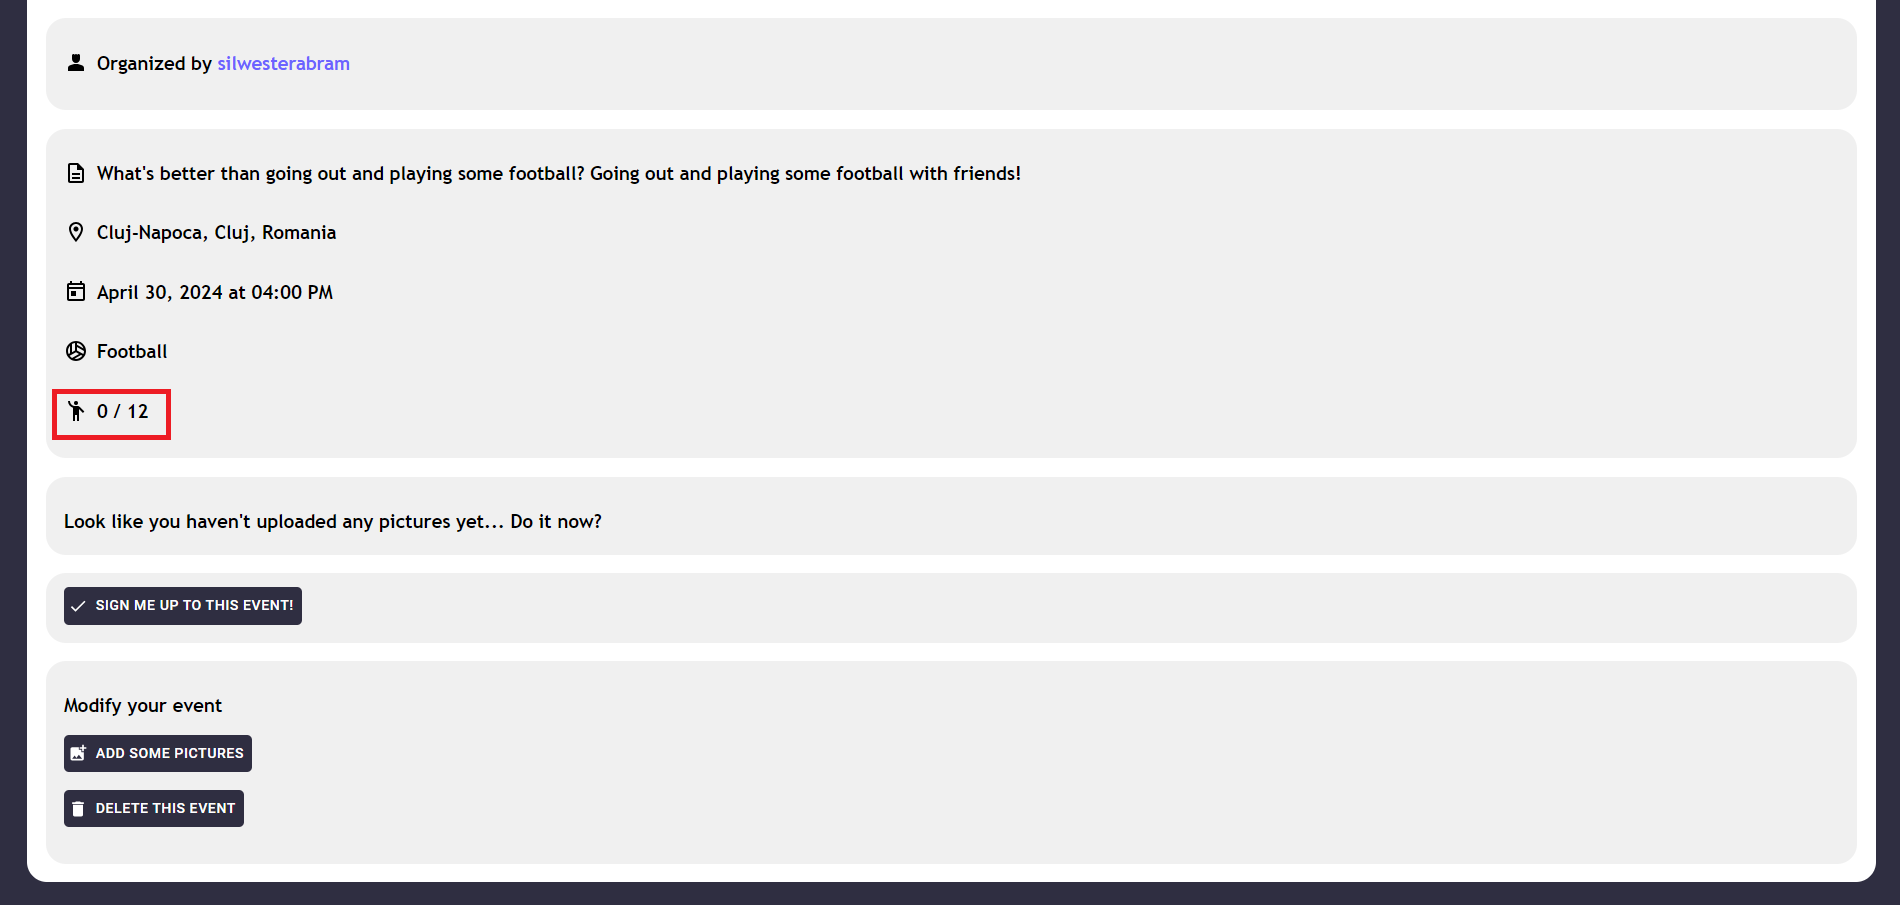 Organized by silwesterabram
What's better than going out and playing some football? Going out and playing some football with friends!
Cluj-Napoca, Cluj, Romania
April 30, 2024 at 04:00 PM
Football
0 / 12
Look like you haven't uploaded any pictures yet... Do it now?
SIGN ME UP TO THIS EVENT!
Modify your event
ADD SOME PICTURES
DELETE THIS EVENT